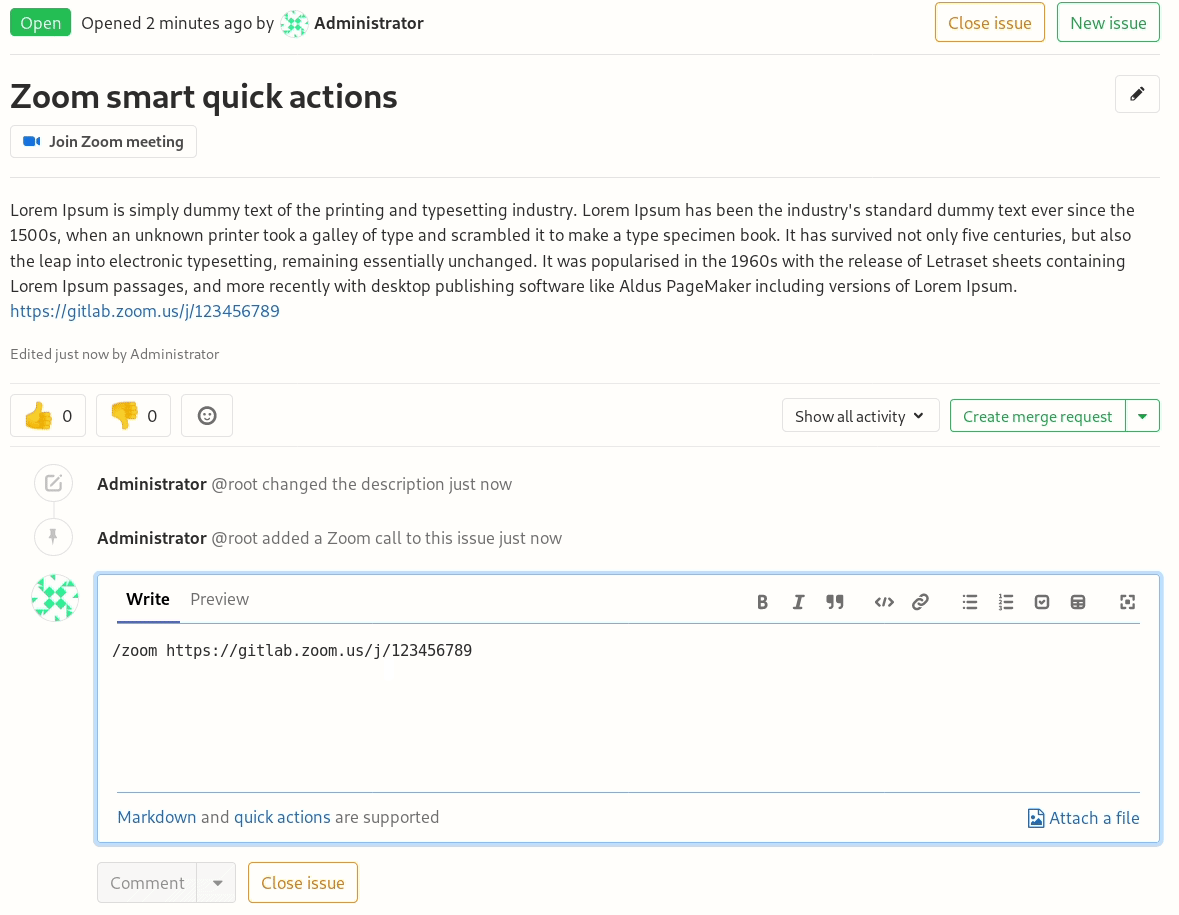 Open Opened 2 minutes ago by Administrator Close issue New issue
Zoom smart quick actions
Join Zoom meeting
Lorem Ipsum is simply dummy text of the printing and typesetting industry. Lorem Ipsum has been the industry's standard dummy text ever since the
1500s, when an unknown printer took a galley of type and scrambled it to make a type specimen book. It has survived not only five centuries, but also
the leap into electronic typesetting, remaining essentially unchanged. It was popularised in the 1960s with the release of Letraset sheets containing
Lorem Ipsum passages, and more recently with desktop publishing software like Aldus PageMaker including versions of Lorem Ipsum.
https://gitlab.zoom.us/j/123456789
Edited just now by Administrator
0 0 Show all activity Create merge request
Administrator @root changed the description just now
Administrator @root added a Zoom call to this issue just now
Write Preview
/zoom https://gitlab.zoom.us/j/123456789
Markdown and quick actions are supported Attach a file
Comment Close issue